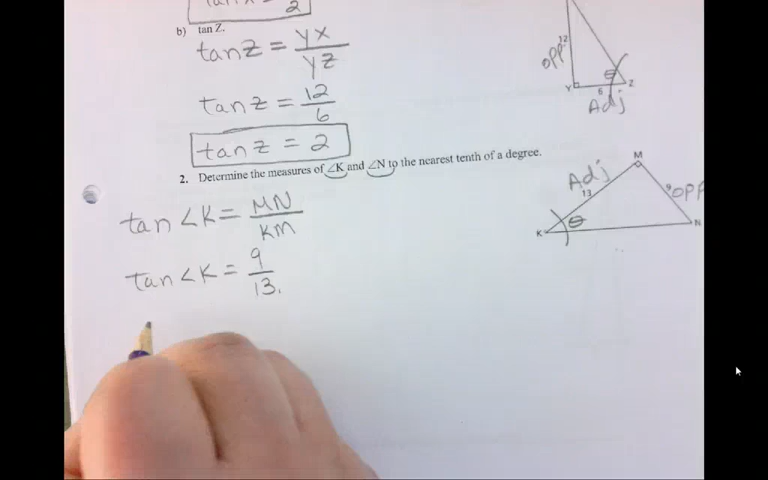 2
b) tan Z.
tan Z = YX
YZ
tan Z = 12
6
tan Z = 2
12
opp
Y
Z
6
Adj
θ
2. Determine the measures of ∠K and ∠N to the nearest tenth of a degree.
tan ∠K = MN
KM
tan ∠K = 9
13.
M
Adj
13
9
opp
K
θ
N